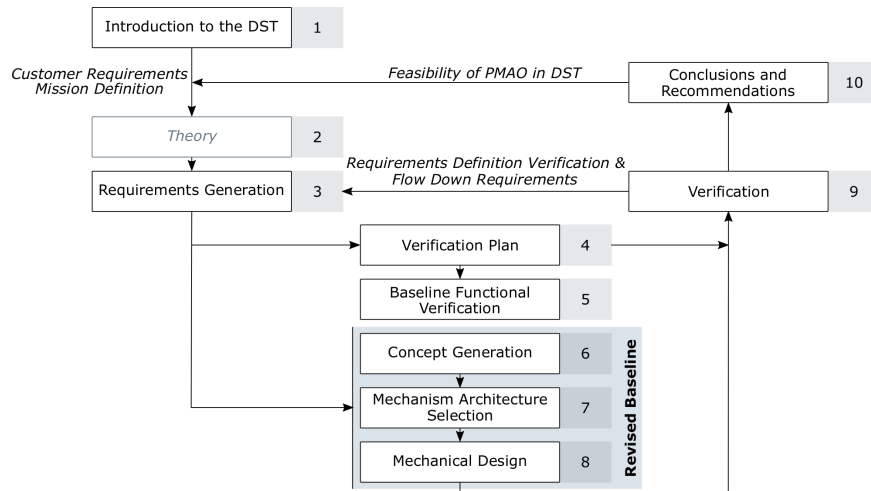 Introduction to the DST 1
Customer Requirements
Mission Definition
Feasibility of PMAO in DST
Conclusions and
Recommendations
10
Theory 2
Requirements Definition Verification &
Flow Down Requirements
Requirements Generation 3
Verification 9
Verification Plan 4
Baseline Functional
Verification
5
Concept Generation 6
Mechanism Architecture
Selection
7
Mechanical Design 8
Revised Baseline